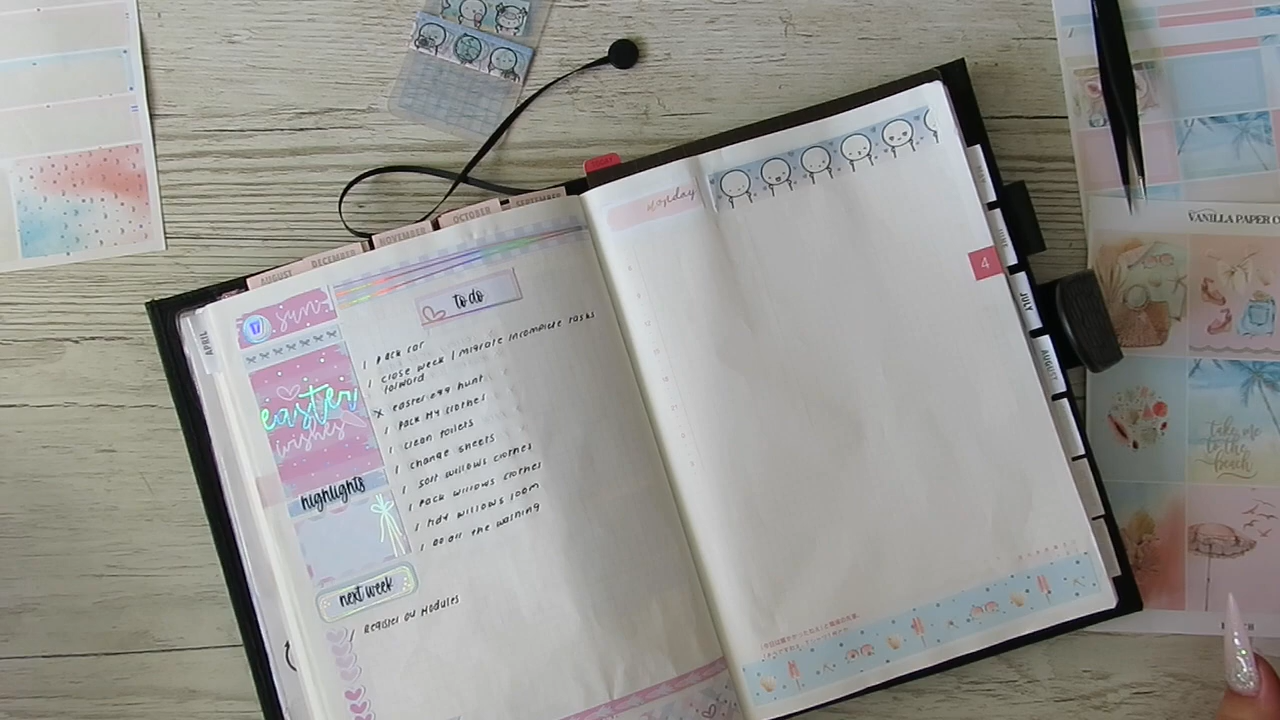 TODAY
OCTOBER
SEPTEMBER
NOVEMBER
DECEMBER
AUGUST
APRIL
17 sun.
to do
/ Pack car
/ close week / migrate incomplete tasks
forward
x easter egg hunt
/ Pack my clothes
/ clean toilets
/ change sheets
/ sort willows clothes
/ Pack willows clothes
/ tidy willows room
/ Do all the washing
easter
wishes
highlights
next week
/ Register OU Modules
Monday
4
JUNE
JULY
AUGUST
VANILLA PAPER C
take me
to the
beach